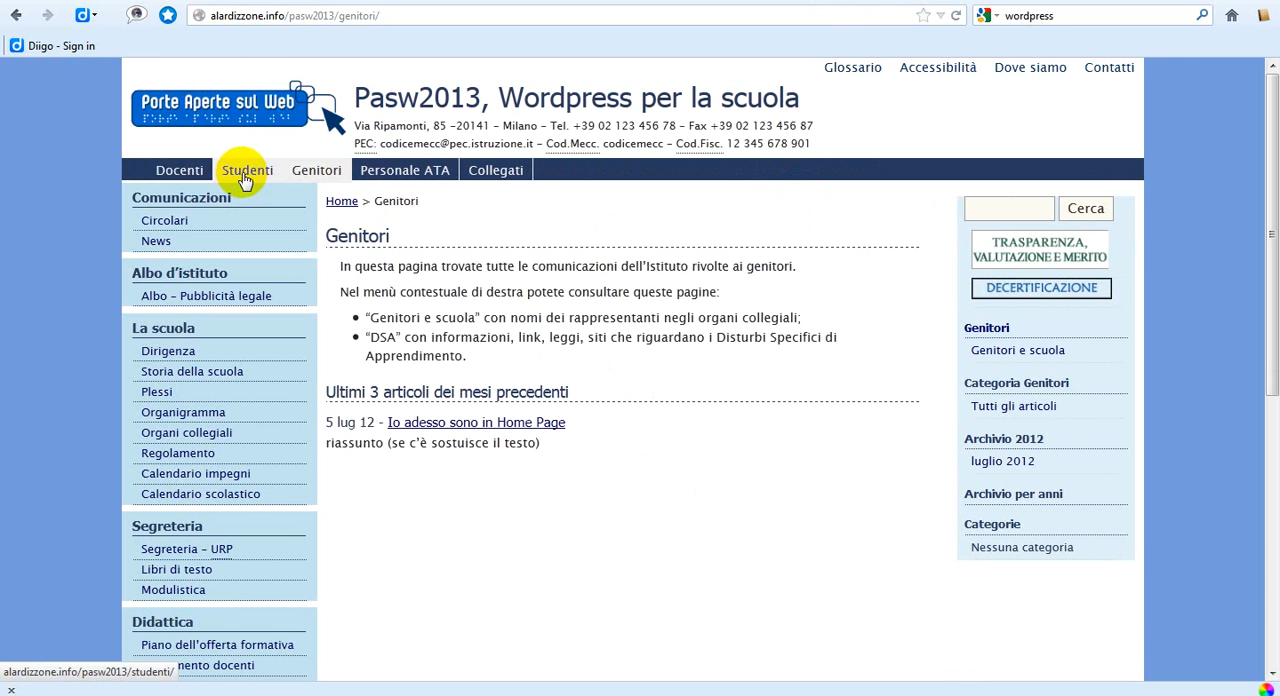 alardizzone.info/pasw2013/genitori/
wordpress
Diigo - Sign in
Glossario Accessibilità Dove siamo Contatti
Porte Aperte sul Web
Pasw2013, Wordpress per la scuola
Via Ripamonti, 85 -20141 - Milano - Tel. +39 02 123 456 78 - Fax +39 02 123 456 87
PEC: codicemecc@pec.istruzione.it - Cod.Mecc. codicemecc - Cod.Fisc. 12 345 678 901
Docenti Studenti Genitori Personale ATA Collegati
Comunicazioni
Circolari
News
Albo d’istituto
Albo – Pubblicità legale
La scuola
Dirigenza
Storia della scuola
Plessi
Organigramma
Organi collegiali
Regolamento
Calendario impegni
Calendario scolastico
Segreteria
Segreteria – URP
Libri di testo
Modulistica
Didattica
Piano dell’offerta formativa
mento docenti
Home > Genitori
Genitori
In questa pagina trovate tutte le comunicazioni dell’Istituto rivolte ai genitori.
Nel menù contestuale di destra potete consultare queste pagine:
“Genitori e scuola” con nomi dei rappresentanti negli organi collegiali;
“DSA” con informazioni, link, leggi, siti che riguardano i Disturbi Specifici di
Apprendimento.
Ultimi 3 articoli dei mesi precedenti
5 lug 12 - Io adesso sono in Home Page
riassunto (se c’è sostuisce il testo)
Cerca
TRASPARENZA,
VALUTAZIONE E MERITO
DECERTIFICAZIONE
Genitori
Genitori e scuola
Categoria Genitori
Tutti gli articoli
Archivio 2012
luglio 2012
Archivio per anni
Categorie
Nessuna categoria
alardizzone.info/pasw2013/studenti/